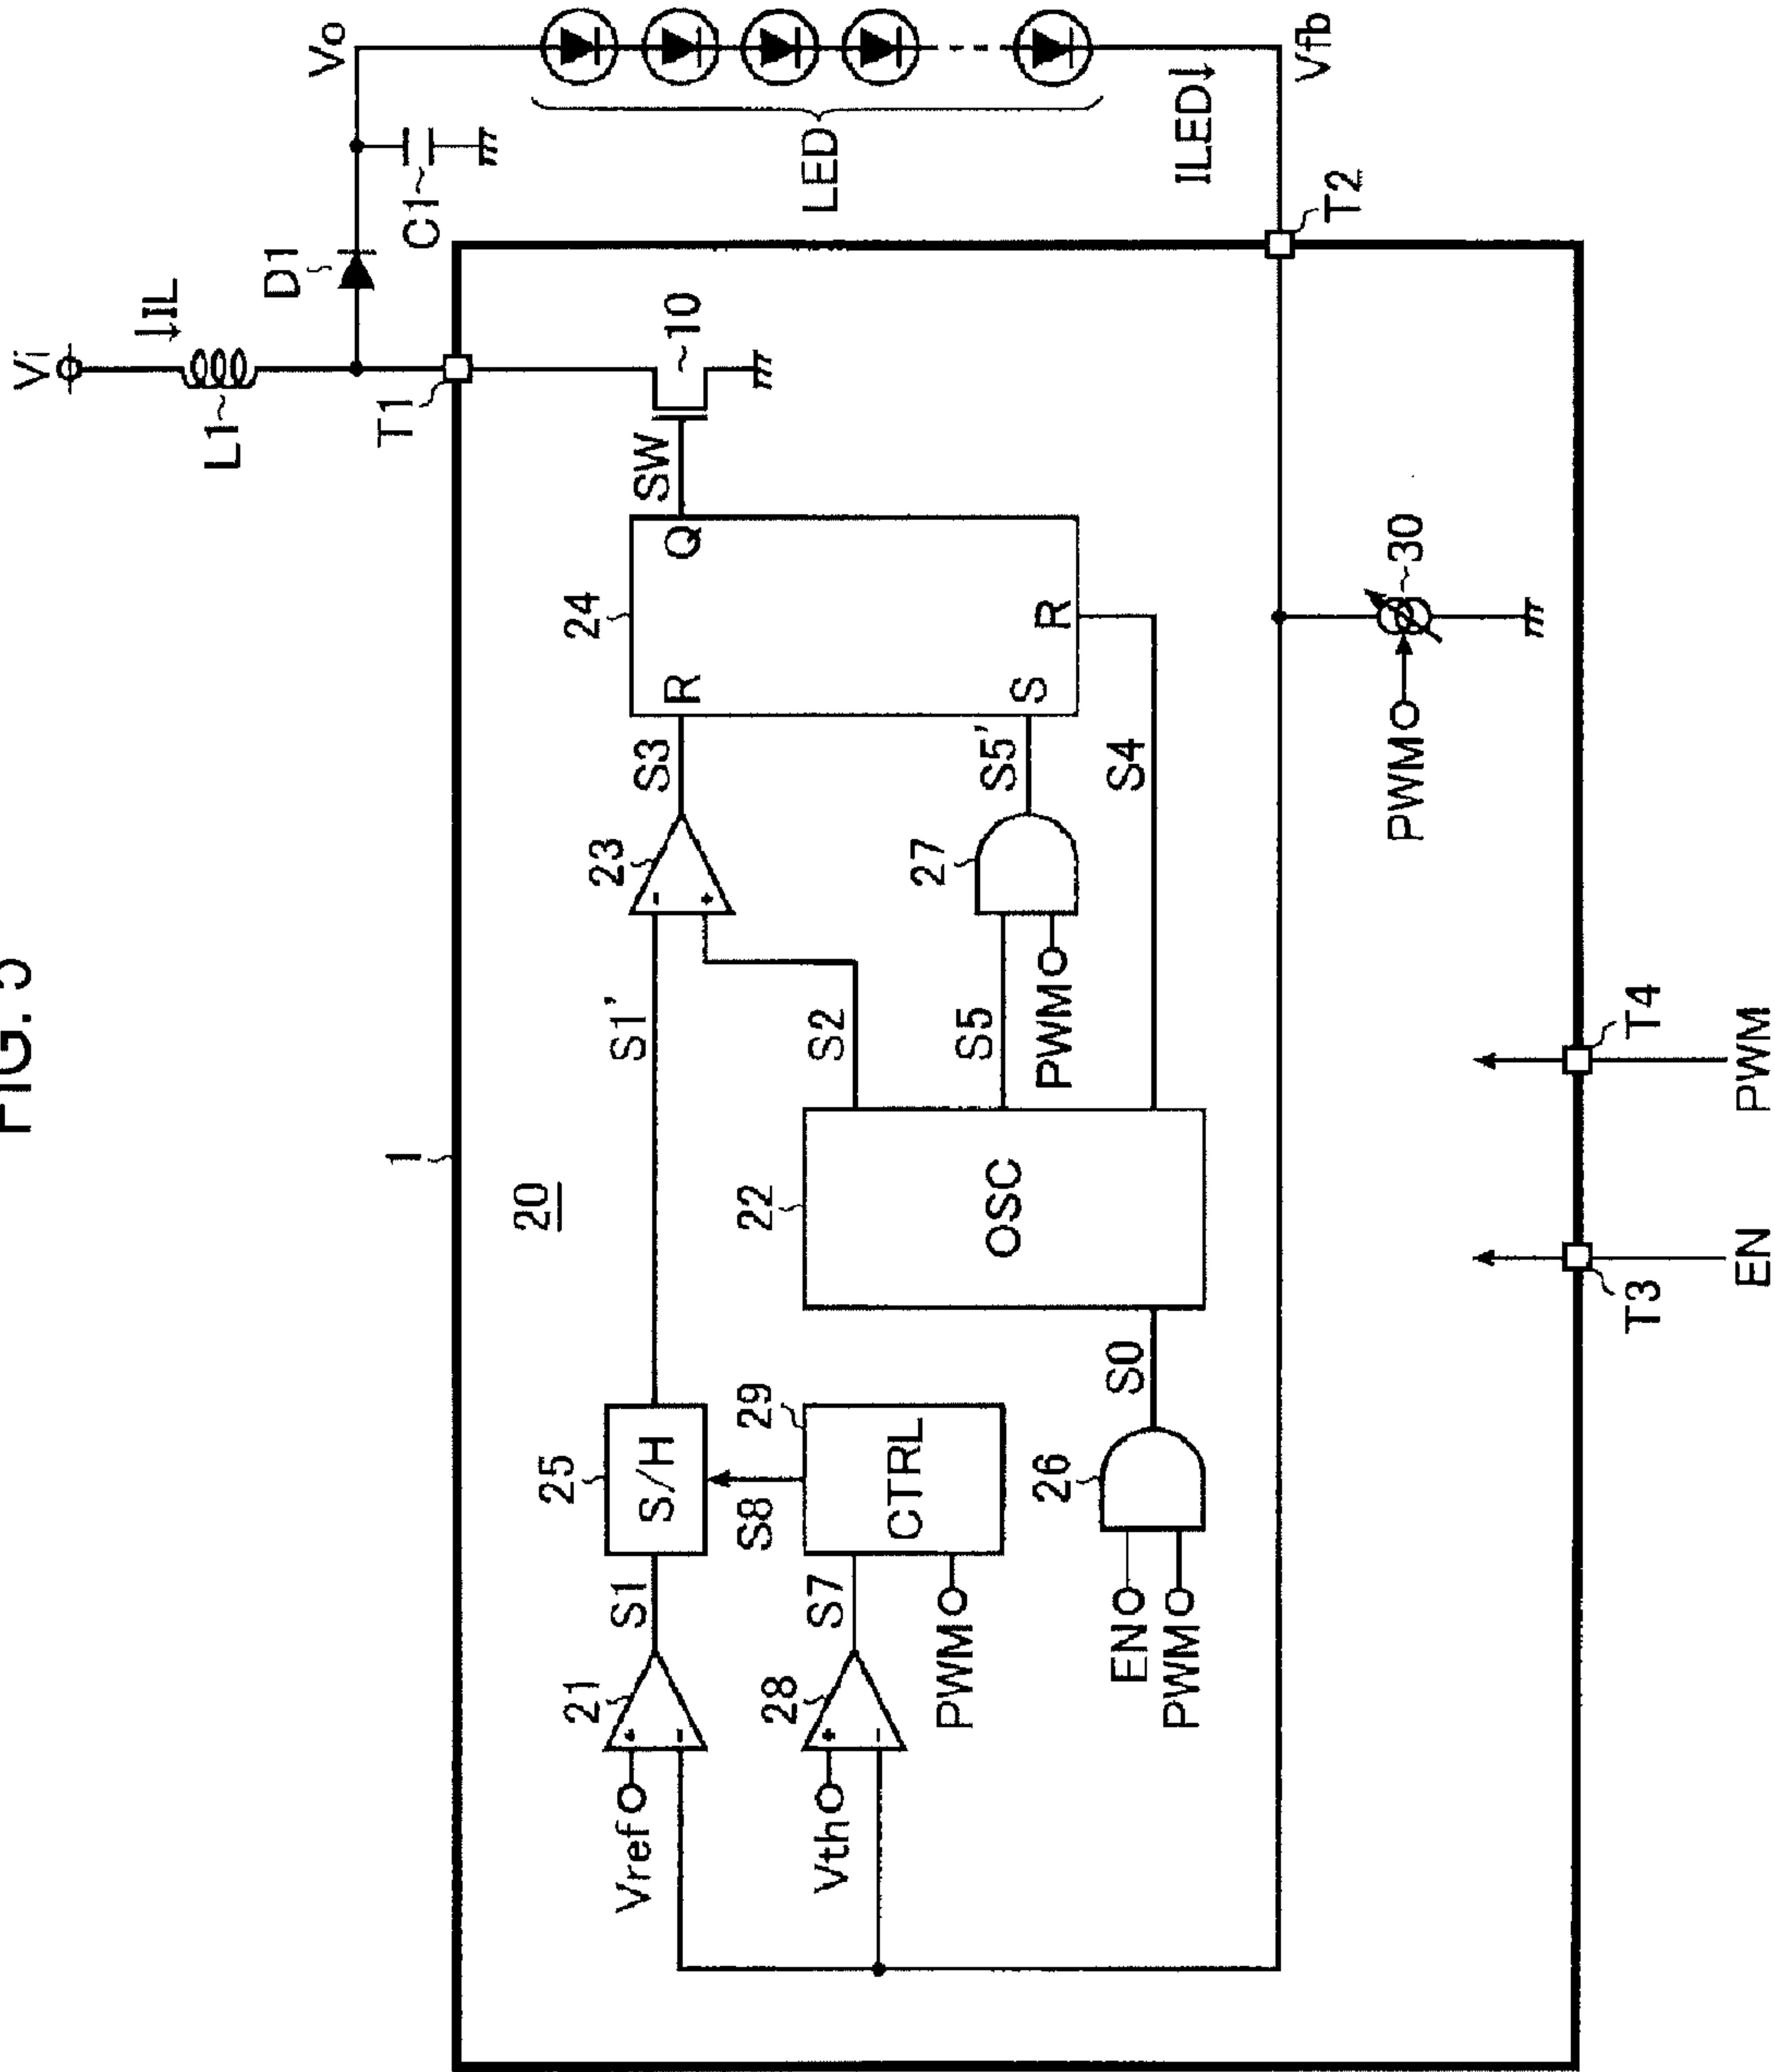 FIG. 5
Vi
IL
L1
D1
Vo
C1
LED
ILED
Vfb
T1
T2
1
20
10
SW
24
R
Q
S
R
S3
23
S1'
S2
S5'
27
S5
PWM
S4
22
OSC
25
S/H
S1
21
Vref
S8
29
CTRL
S7
28
Vth
PWM
S0
26
EN
PWM
30
PWM
T3
EN
T4
PWM